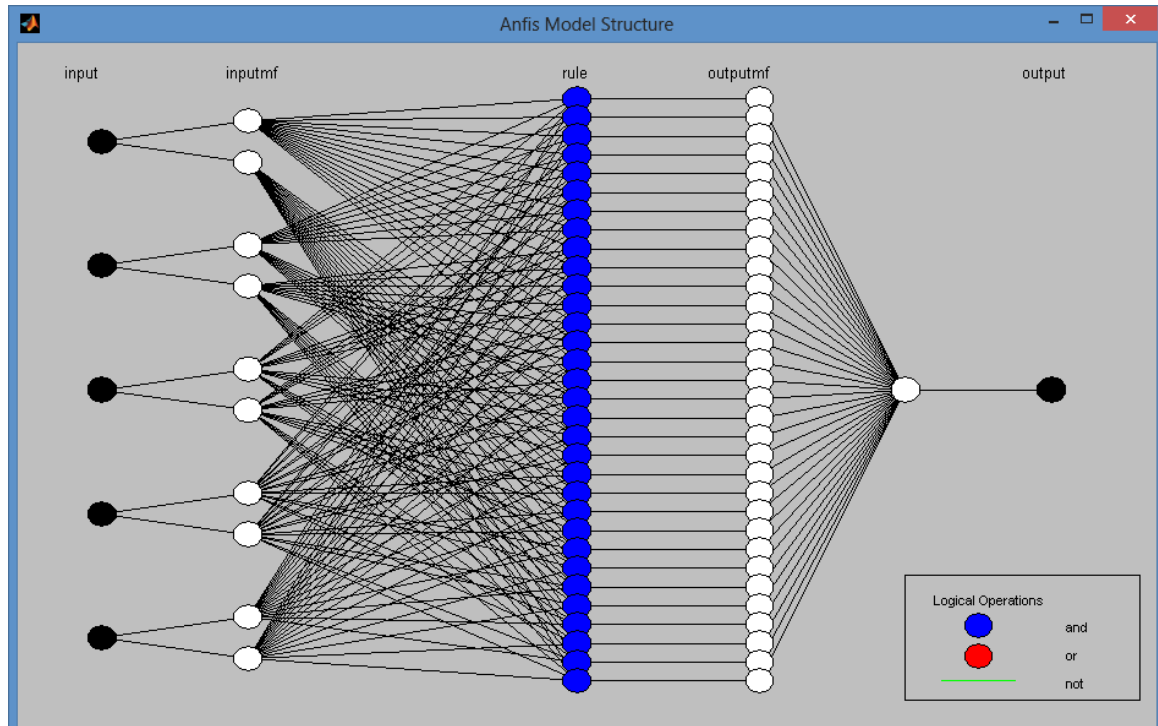 Anfis Model Structure
input inputmf rule outputmf output
Logical Operations
and
or
not